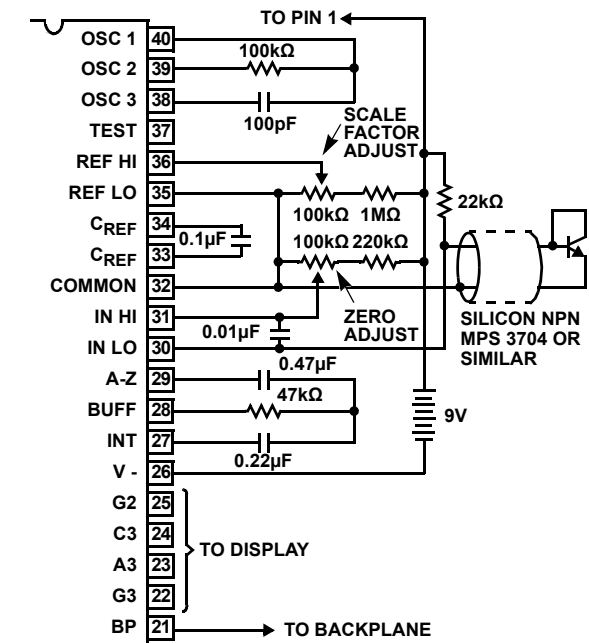 TO PIN 1
OSC 1 40
100kΩ
OSC 2 39
OSC 3 38
100pF
TEST 37
SCALE
FACTOR
ADJUST
REF HI 36
REF LO 35
100kΩ 1MΩ
22kΩ
CREF 34
0.1µF
100kΩ 220kΩ
CREF 33
COMMON 32
IN HI 31
0.01µF
ZERO
ADJUST
SILICON NPN
MPS 3704 OR
SIMILAR
IN LO 30
0.47µF
A-Z 29
47kΩ
BUFF 28
9V
INT 27
0.22µF
V - 26
G2 25
C3 24
TO DISPLAY
A3 23
G3 22
BP 21
TO BACKPLANE